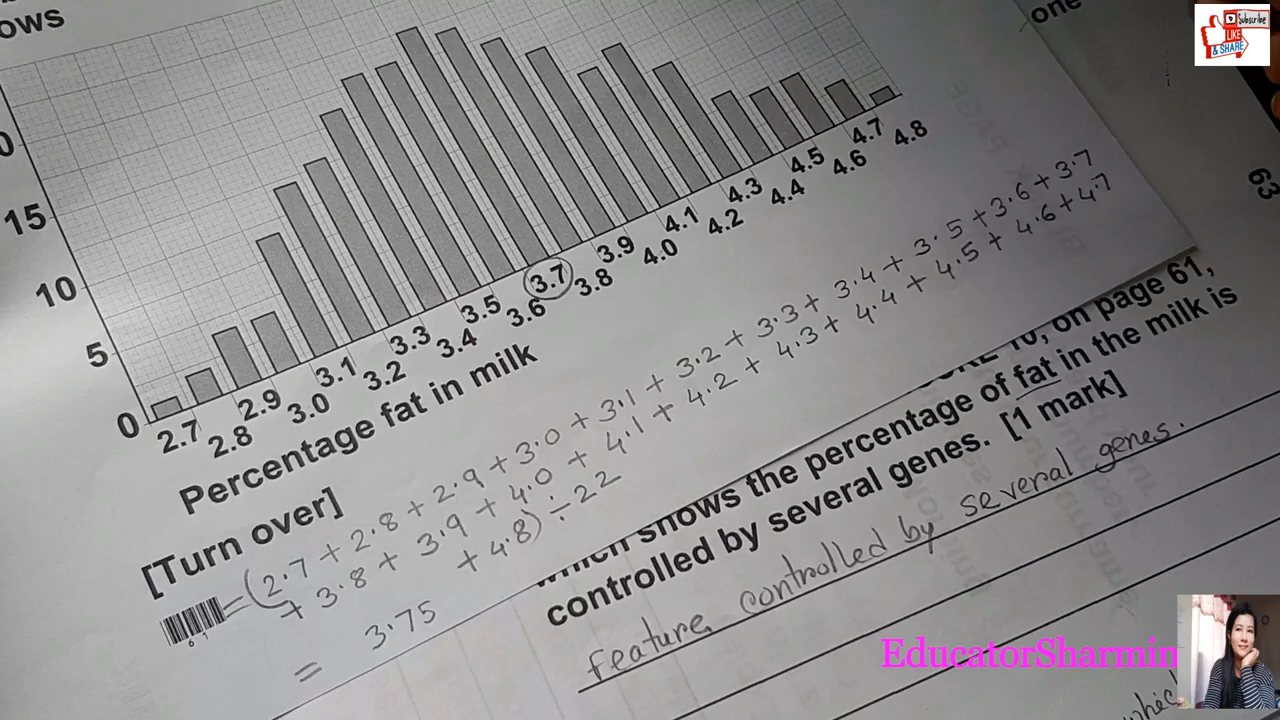 ows
one
Subscribe
LIKE
& SHARE
0
15
10
5
0
2.7
2.8
2.9
3.0
3.1
3.2
3.3
3.4
3.5
3.6
3.7
3.8
3.9
4.0
4.1
4.2
4.3
4.4
4.5
4.6
4.7
4.8
63
Percentage fat in milk
[Turn over]
61
= (2.7 + 2.8 + 2.9 + 3.0 + 3.1 + 3.2 + 3.3 + 3.4 + 3.5 + 3.6 + 3.7
+ 3.8 + 3.9 + 4.0 + 4.1 + 4.2 + 4.3 + 4.4 + 4.5 + 4.6 + 4.7
+ 4.8) ÷ 22
= 3.75
10, on page 61,
which shows the percentage of fat in the milk is
controlled by several genes. [1 mark]
feature controlled by several genes.
EducatorSharmin